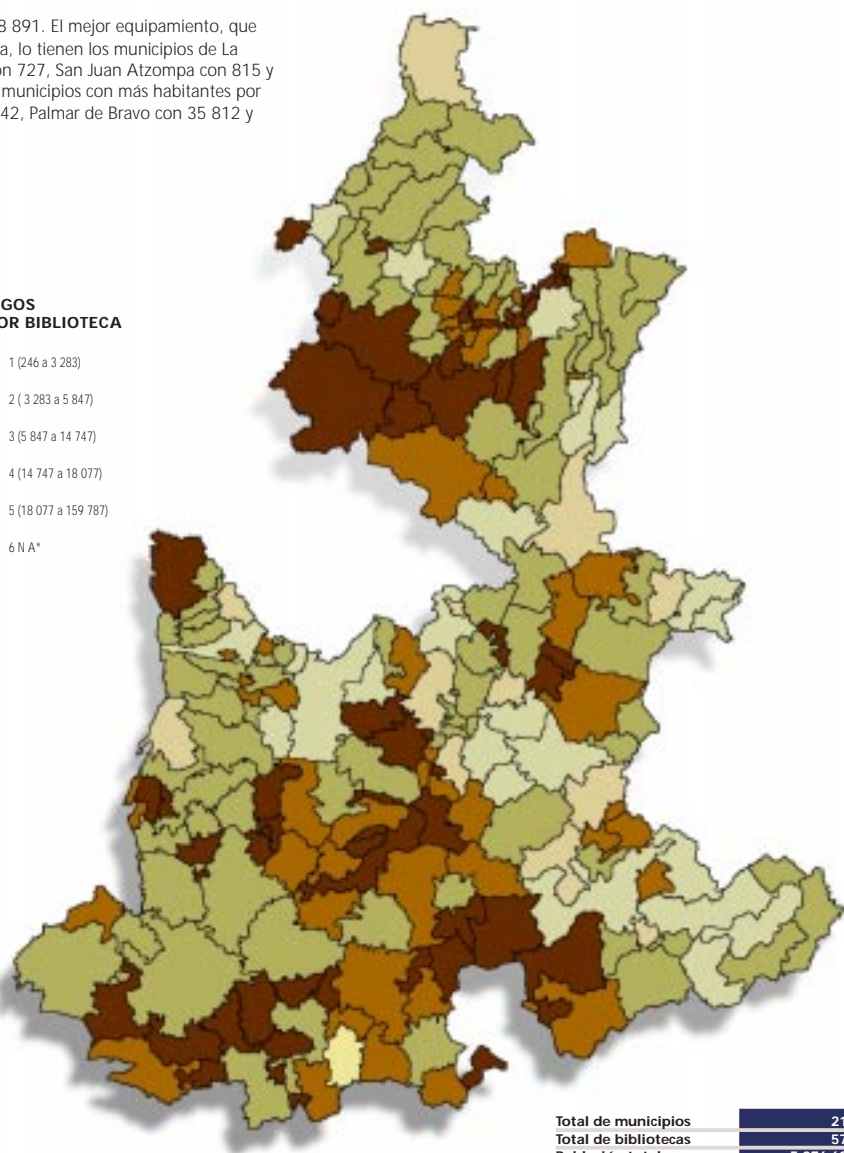 8 891. El mejor equipamiento, que
a, lo tienen los municipios de La
on 727, San Juan Atzompa con 815 y
municipios con más habitantes por
42, Palmar de Bravo con 35 812 y
GOS
OR BIBLIOTECA
1 (246 a 3 283)
2 ( 3 283 a 5 847)
3 (5 847 a 14 747)
4 (14 747 a 18 077)
5 (18 077 a 159 787)
6 N A*
Total de municipios 21
Total de bibliotecas 57